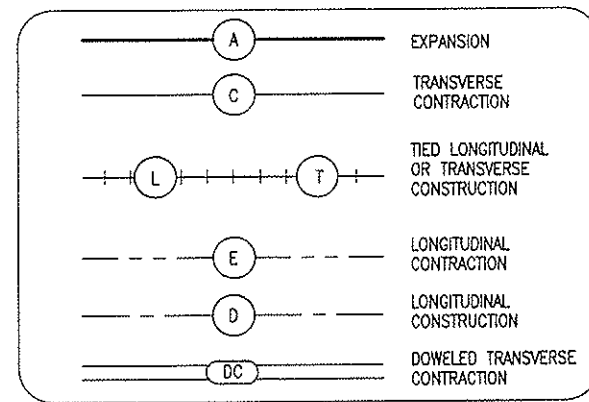 A EXPANSION
C TRANSVERSE
CONTRACTION
L T TIED LONGITUDINAL
OR TRANSVERSE
CONSTRUCTION
E LONGITUDINAL
CONTRACTION
D LONGITUDINAL
CONSTRUCTION
DC DOWELED TRANSVERSE
CONTRACTION